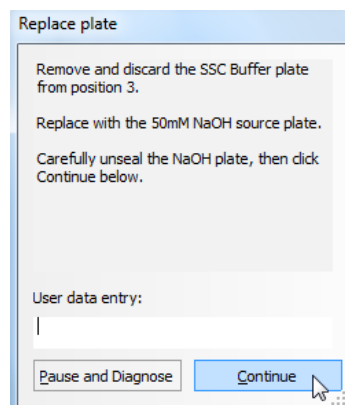 Replace plate
Remove and discard the SSC Buffer plate
from position 3.
Replace with the 50mM NaOH source plate.
Carefully unseal the NaOH plate, then click
Continue below.
User data entry:
Pause and Diagnose
Continue